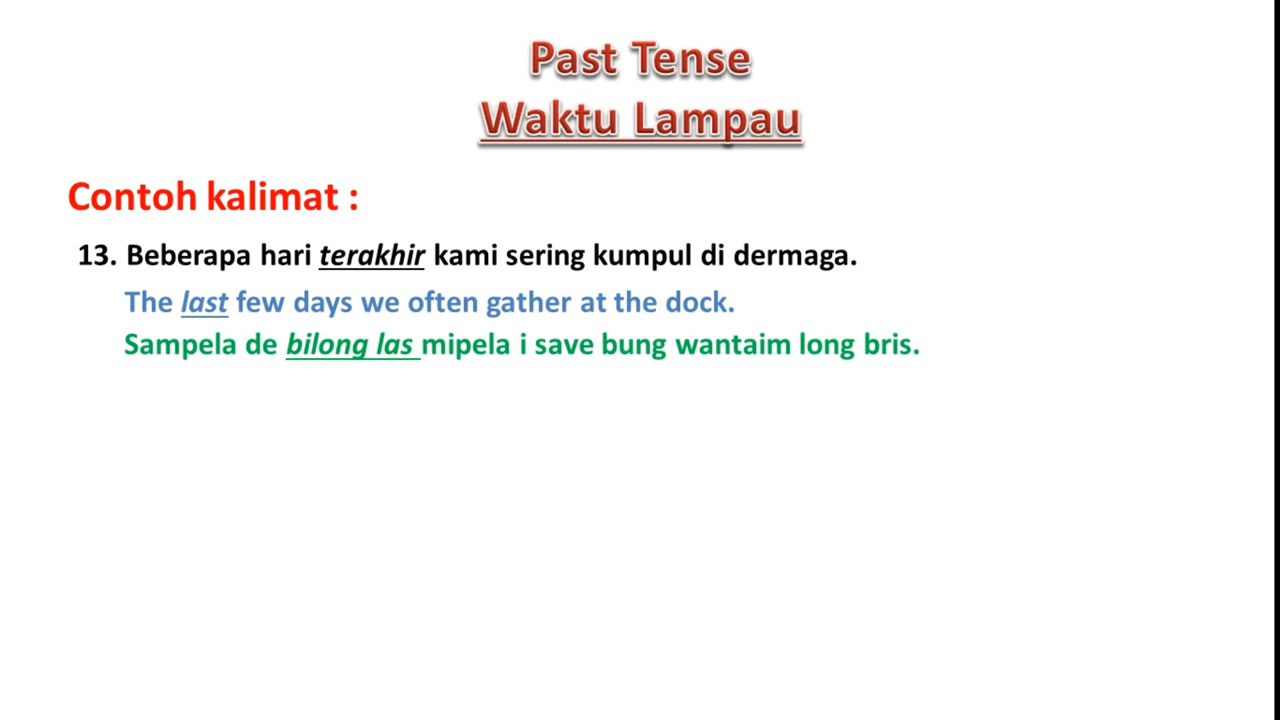 Past Tense
Waktu Lampau
Contoh kalimat :
13. Beberapa hari terakhir kami sering kumpul di dermaga.
The last few days we often gather at the dock.
Sampela de bilong las mipela i save bung wantaim long bris.